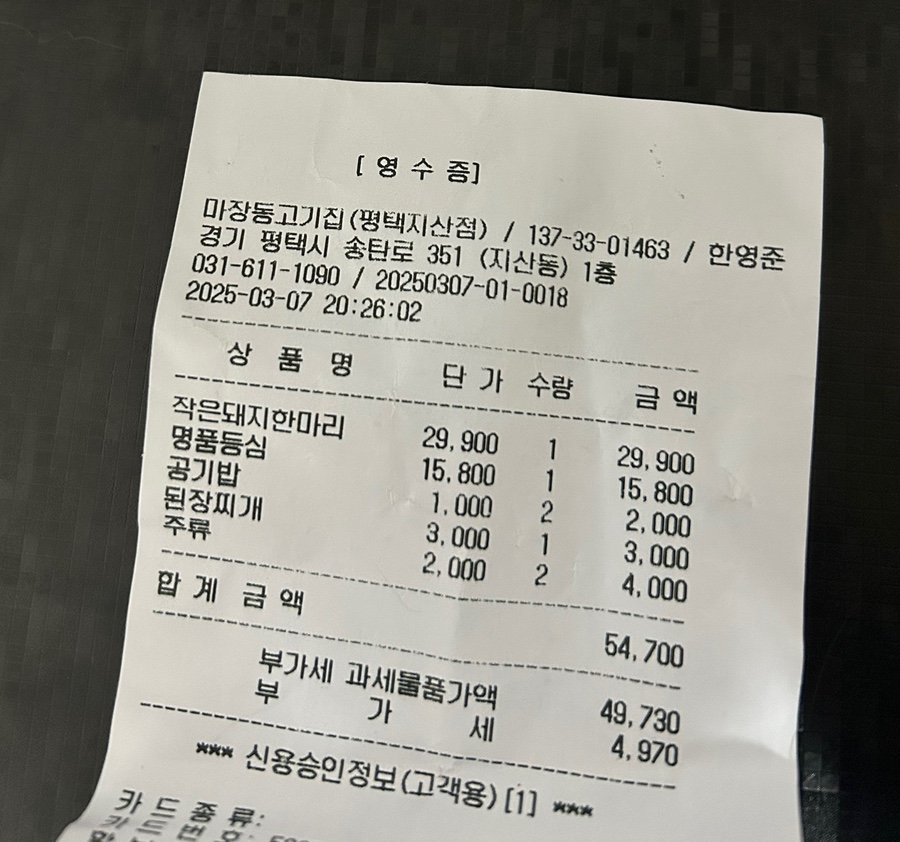 [ 영 수 증]
마장동고기집(평택지산점) / 137-33-01463 / 한영준
경기 평택시 송탄로 351 (지산동) 1층
031-611-1090 / 20250307-01-0018
2025-03-07 20:26:02
상 품 명 단 가 수량 금 액
작은돼지한마리 29,900 1 29,900
명품등심 15,800 1 15,800
공기밥 1,000 2 2,000
된장찌개 3,000 1 3,000
주류 2,000 2 4,000
합 계 금 액 54,700
부가세 과세물품가액 49,730
부 가 세 4,970
*** 신용승인정보(고객용)[1] ***
카 드 종 류:
카 드 번 호: